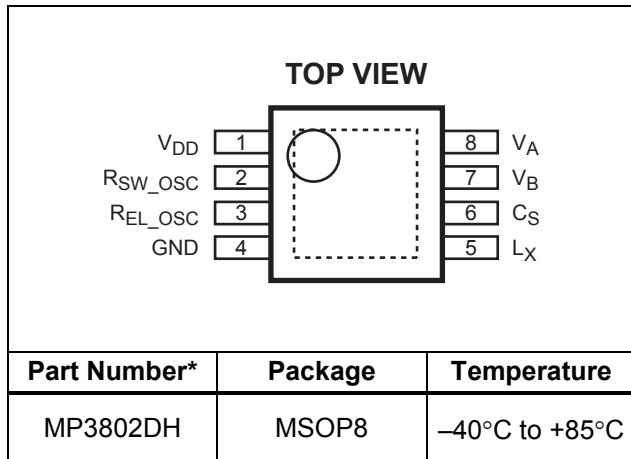 TOP VIEW
VDD 1 8 VA
RSW_OSC 2 7 VB
REL_OSC 3 6 CS
GND 4 5 LX
Part Number* Package Temperature
MP3802DH MSOP8 –40°C to +85°C